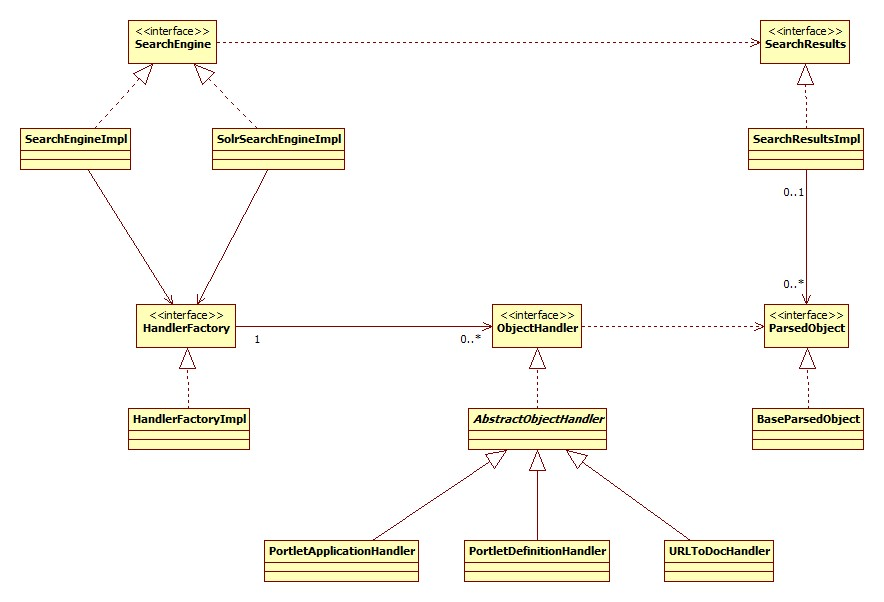 <<interface>>
SearchEngine
<<interface>>
SearchResults
SearchEngineImpl
SolrSearchEngineImpl
SearchResultsImpl
0..1
0..*
<<interface>>
HandlerFactory
1
0..*
<<interface>>
ObjectHandler
<<interface>>
ParsedObject
HandlerFactoryImpl
AbstractObjectHandler
BaseParsedObject
PortletApplicationHandler
PortletDefinitionHandler
URLToDocHandler